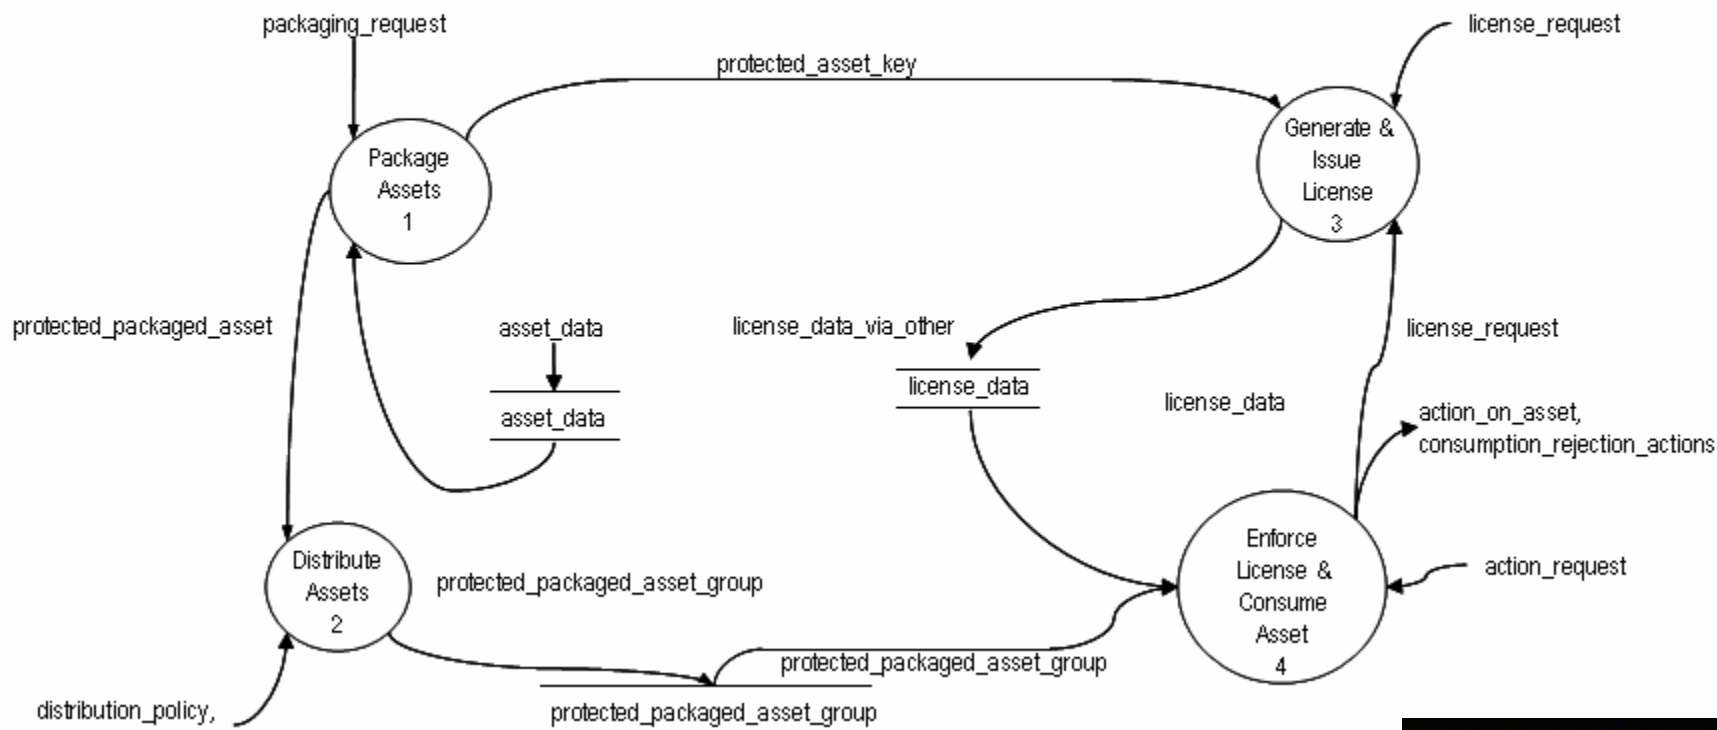 packaging_request
license_request
protected_asset_key
Package
Assets
1
Generate &
Issue
License
3
protected_packaged_asset
asset_data
license_data_via_other
license_request
asset_data
license_data
license_data
action_on_asset,
consumption_rejection_actions
Distribute
Assets
2
protected_packaged_asset_group
Enforce
License &
Consume
Asset
4
action_request
protected_packaged_asset_group
distribution_policy,
protected_packaged_asset_group